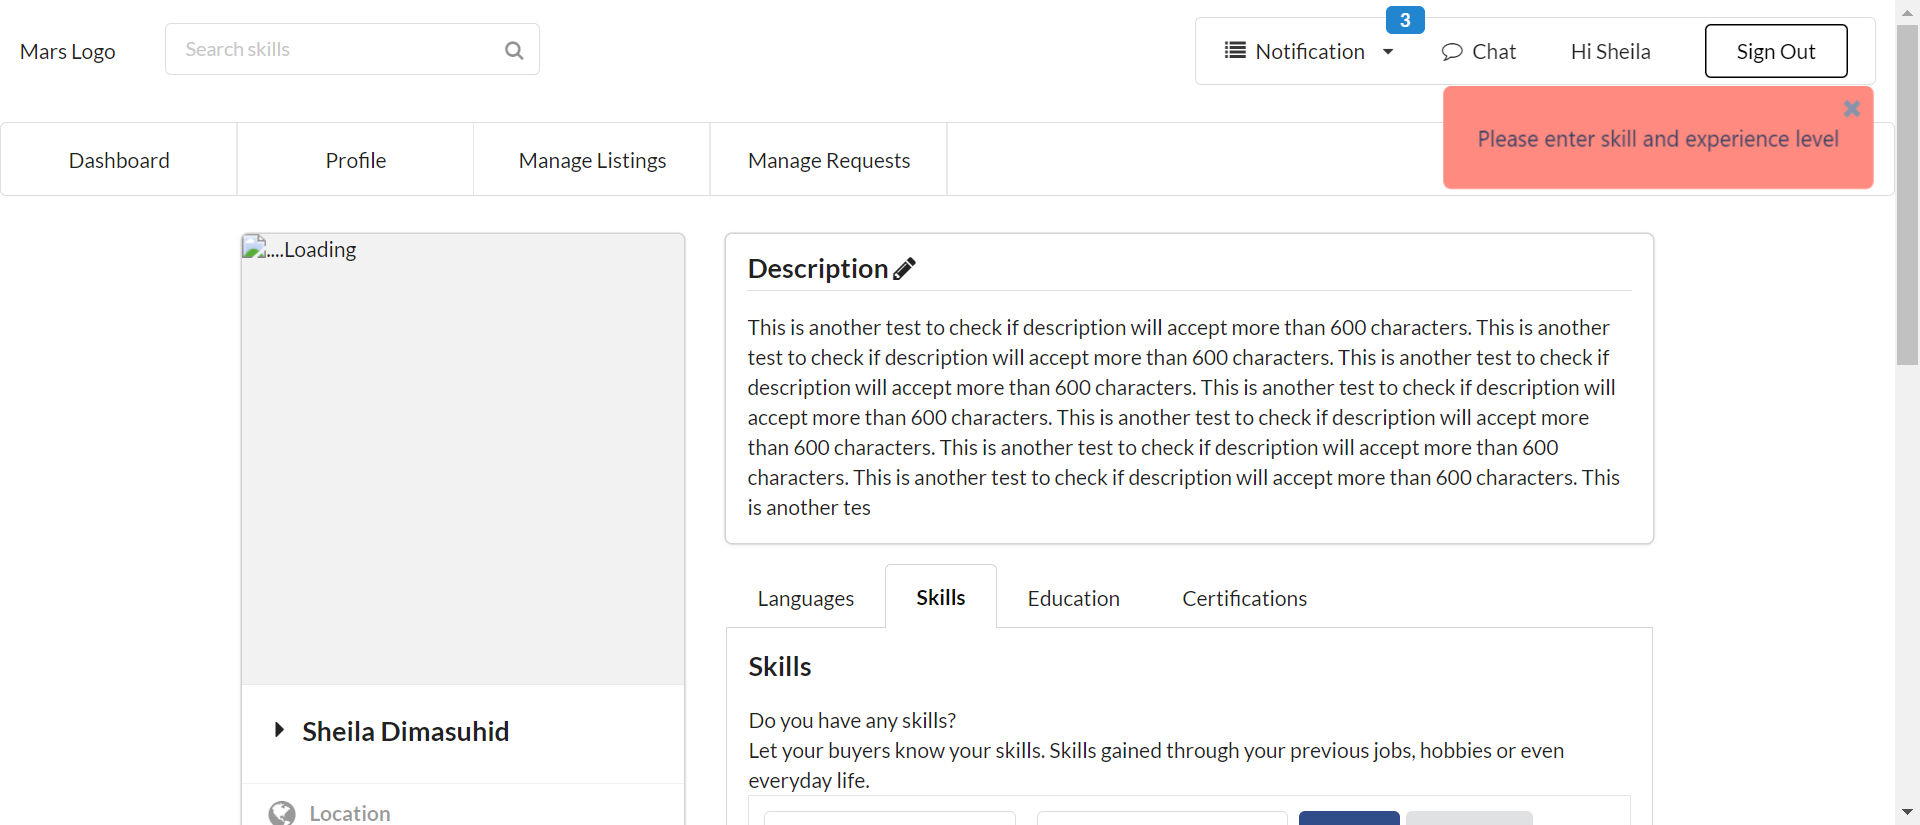 Mars Logo
Search skills
Notification
3
Chat
Hi Sheila
Sign Out
Please enter skill and experience level
Dashboard
Profile
Manage Listings
Manage Requests
....Loading
Description
This is another test to check if description will accept more than 600 characters. This is another
test to check if description will accept more than 600 characters. This is another test to check if
description will accept more than 600 characters. This is another test to check if description will
accept more than 600 characters. This is another test to check if description will accept more
than 600 characters. This is another test to check if description will accept more than 600
characters. This is another test to check if description will accept more than 600 characters. This
is another tes
Languages
Skills
Education
Certifications
Skills
Do you have any skills?
Let your buyers know your skills. Skills gained through your previous jobs, hobbies or even
everyday life.
Sheila Dimasuhid
Location